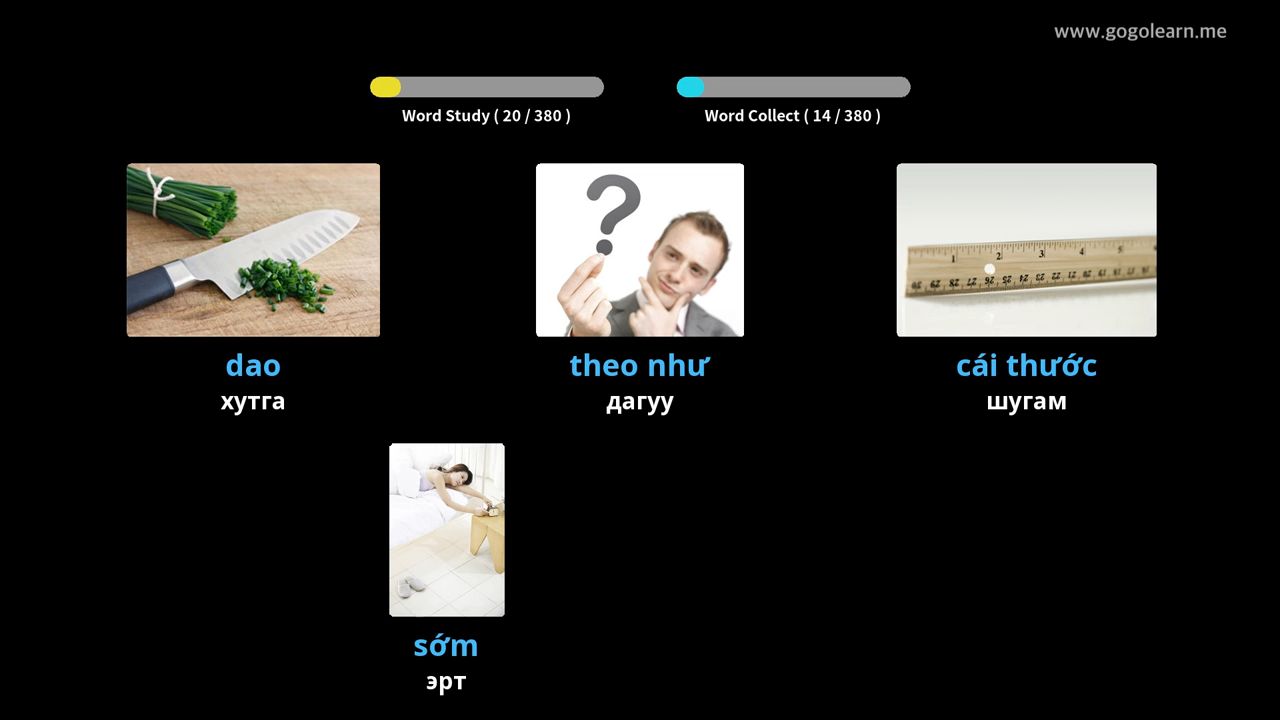 www.gogolearn.me
Word Study ( 20 / 380 )
Word Collect ( 14 / 380 )
dao
хутга
theo như
дагуу
cái thước
шугам
sớm
эрт